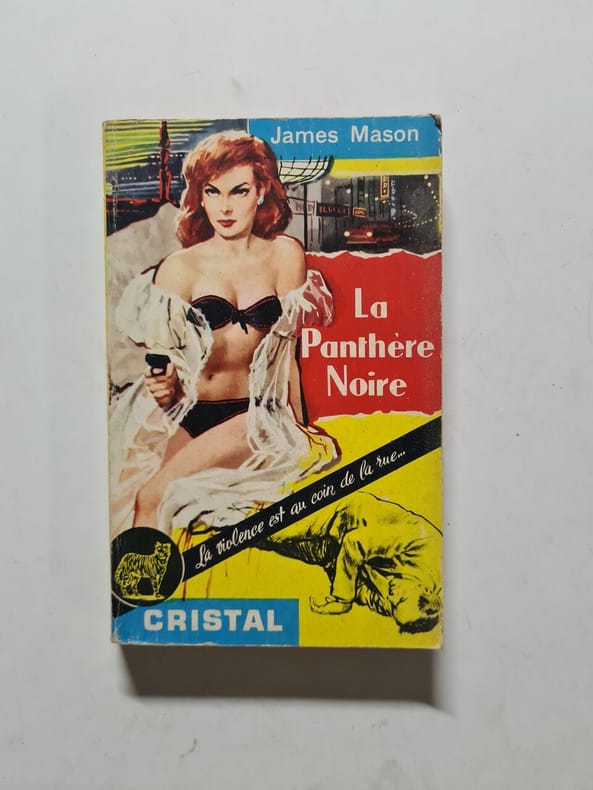 James Mason
La
Panthère
Noire
La violence est au coin de la rue...
CRISTAL